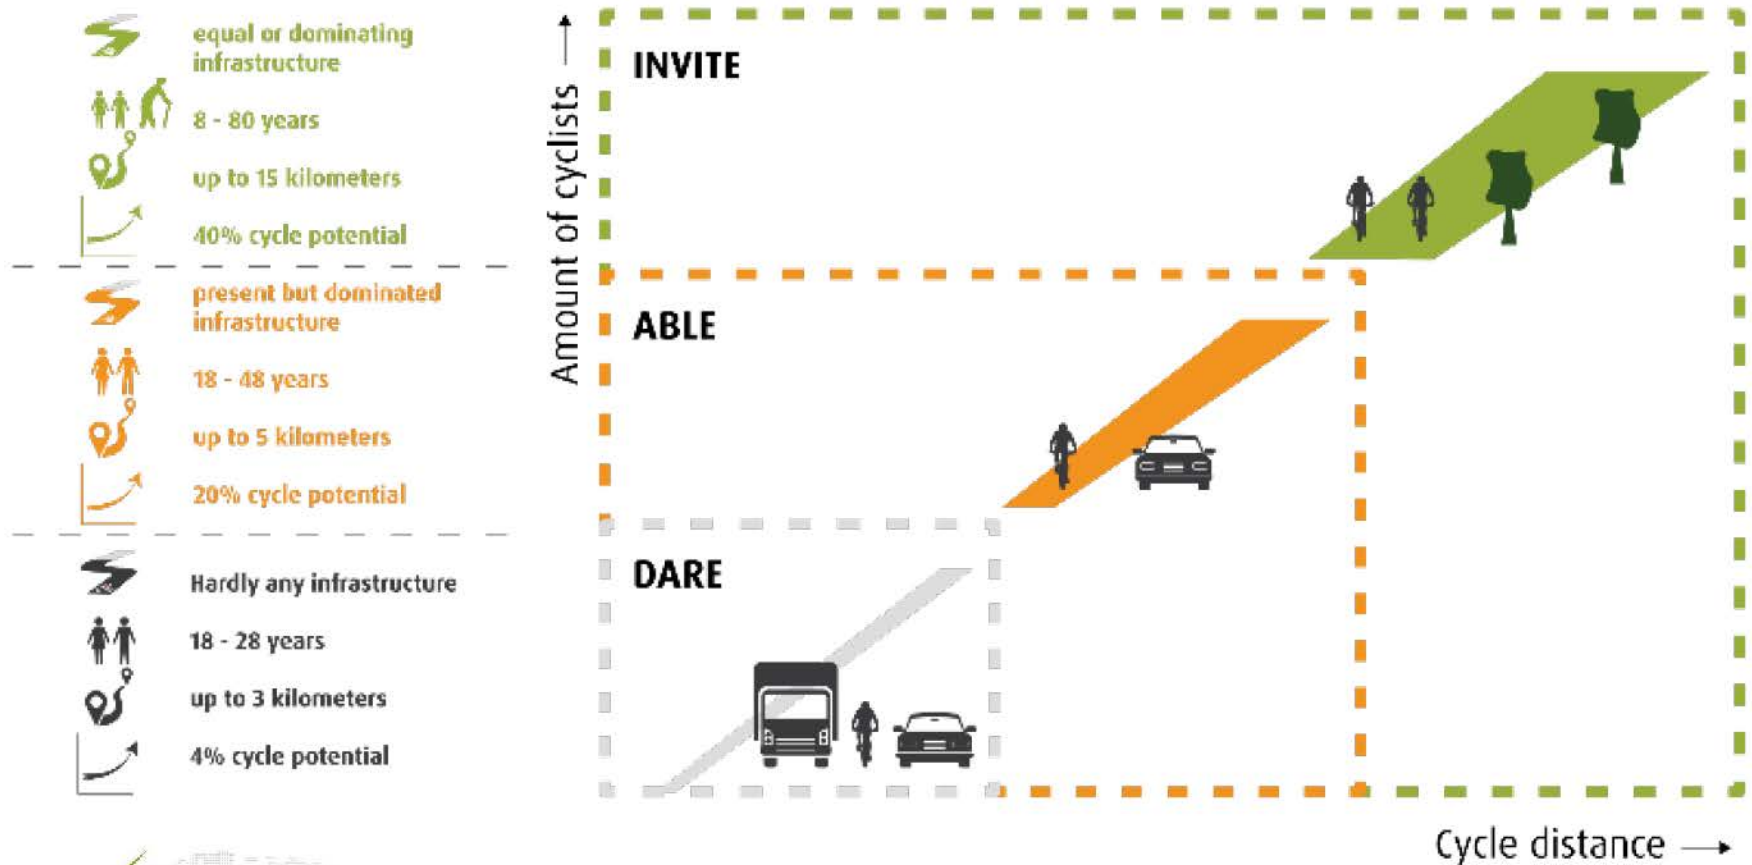 equal or dominating
infrastructure
8 - 80 years
up to 15 kilometers
40% cycle potential
present but dominated
infrastructure
18 - 48 years
up to 5 kilometers
20% cycle potential
Hardly any infrastructure
18 - 28 years
up to 3 kilometers
4% cycle potential
Amount of cyclists
INVITE
ABLE
DARE
Cycle distance